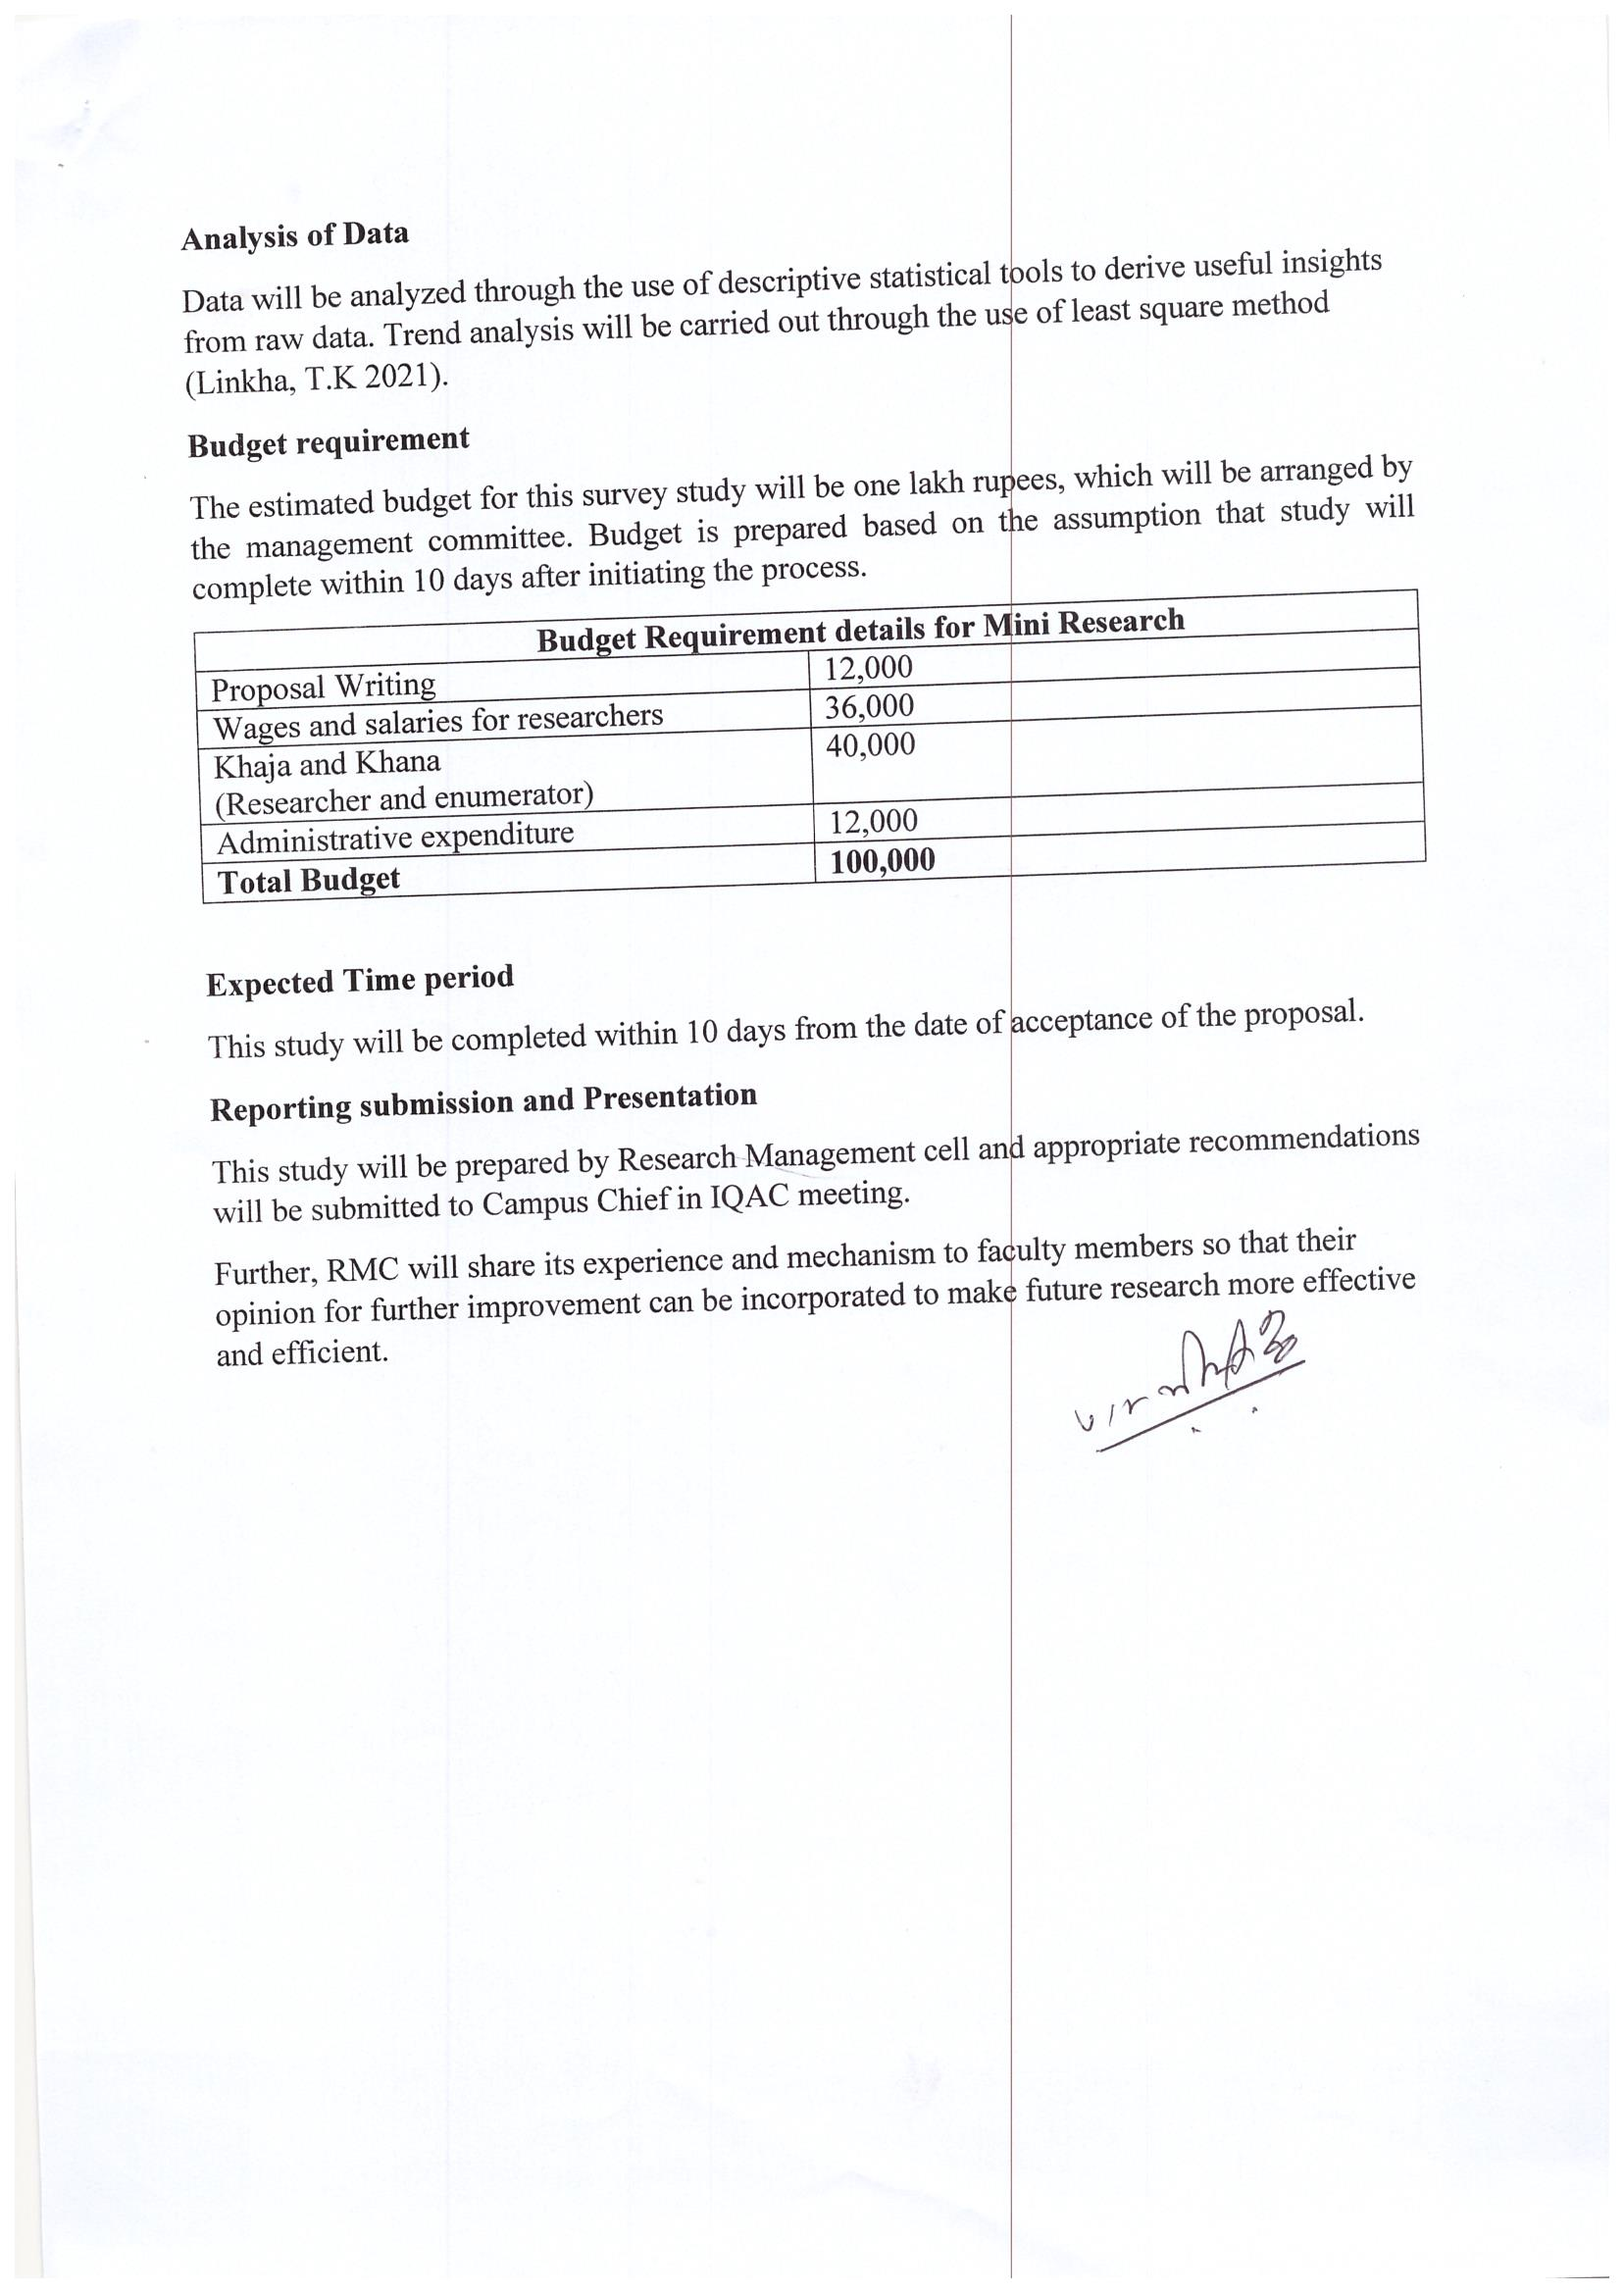 Analysis of Data
Data will be analyzed through the use of descriptive statistical tools to derive useful insights
from raw data. Trend analysis will be carried out through the use of least square method
(Linkha, T.K 2021).
Budget requirement
The estimated budget for this survey study will be one lakh rupees, which will be arranged by
the management committee. Budget is prepared based on the assumption that study will
complete within 10 days after initiating the process.
Budget Requirement details for Mini Research
Proposal Writing 12,000
Wages and salaries for researchers 36,000
Khaja and Khana 40,000
(Researcher and enumerator)
Administrative expenditure 12,000
Total Budget 100,000
Expected Time period
This study will be completed within 10 days from the date of acceptance of the proposal.
Reporting submission and Presentation
This study will be prepared by Research Management cell and appropriate recommendations
will be submitted to Campus Chief in IQAC meeting.
Further, RMC will share its experience and mechanism to faculty members so that their
opinion for further improvement can be incorporated to make future research more effective
and efficient.